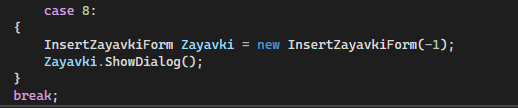 case 8:
{
InsertZayavkiForm Zayavki = new InsertZayavkiForm(-1);
Zayavki.ShowDialog();
}
break;